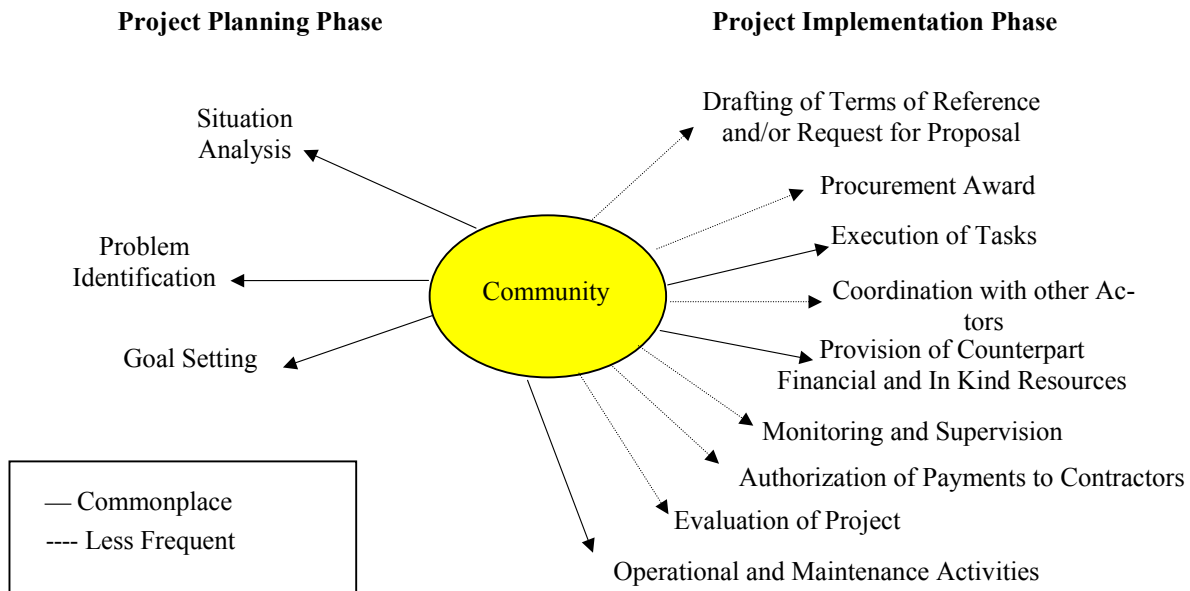 Project Planning Phase
Project Implementation Phase
Situation
Analysis
Problem
Identification
Goal Setting
Community
Drafting of Terms of Reference
and/or Request for Proposal
Procurement Award
Execution of Tasks
Coordination with other Ac-
tors
Provision of Counterpart
Financial and In Kind Resources
Monitoring and Supervision
Authorization of Payments to Contractors
Evaluation of Project
Operational and Maintenance Activities
— Commonplace
---- Less Frequent